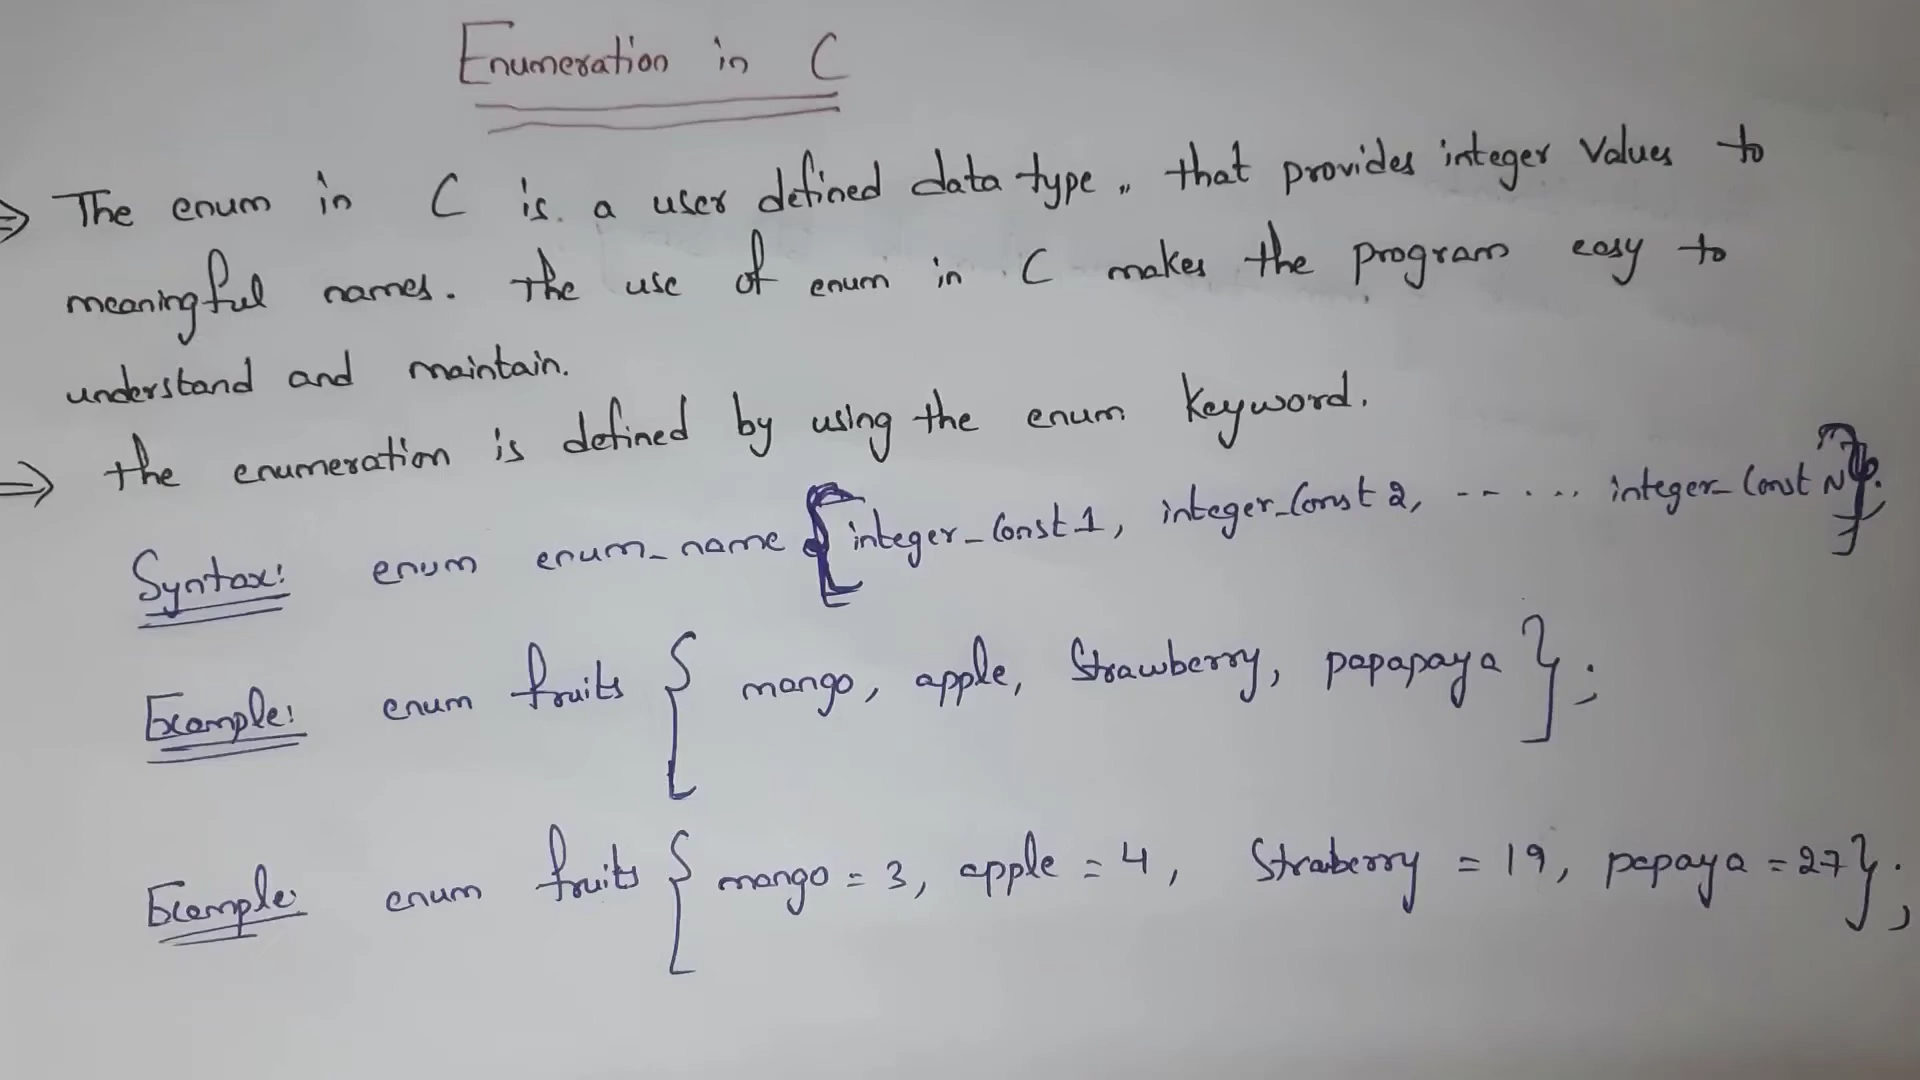 Enumeration in C
⇒ The enum in C is a user defined data type,, that provides integer values to
meaningful names. the use of enum in C makes the program easy to
understand and maintain.
⇒ the enumeration is defined by using the enum keyword.
Syntax: enum enum_name { integer_const1, integer_const2, ------ integer_const N};
Example: enum fruits { mango, apple, Strawberry, papapaya };
Example: enum fruits { mango = 3, apple = 4, Straberry = 19, papaya = 27};